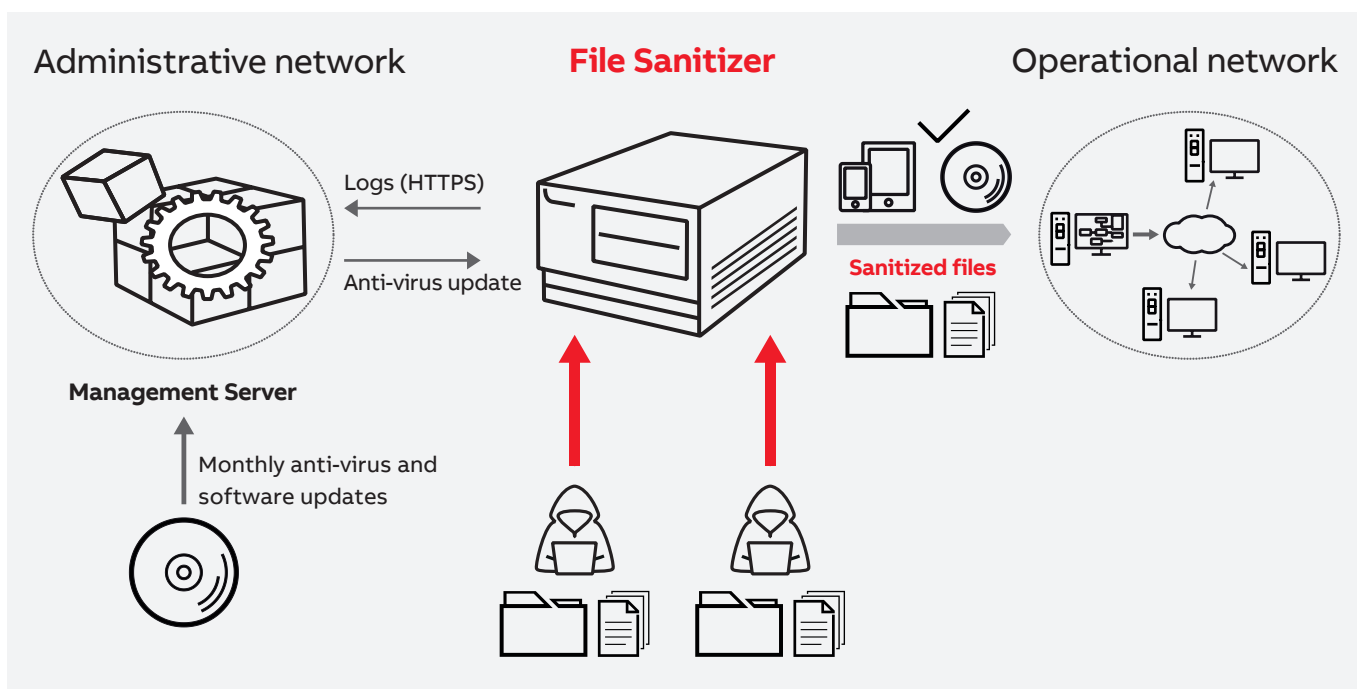 Administrative network
File Sanitizer
Operational network
Logs (HTTPS)
Anti-virus update
Sanitized files
Management Server
Monthly anti-virus and
software updates